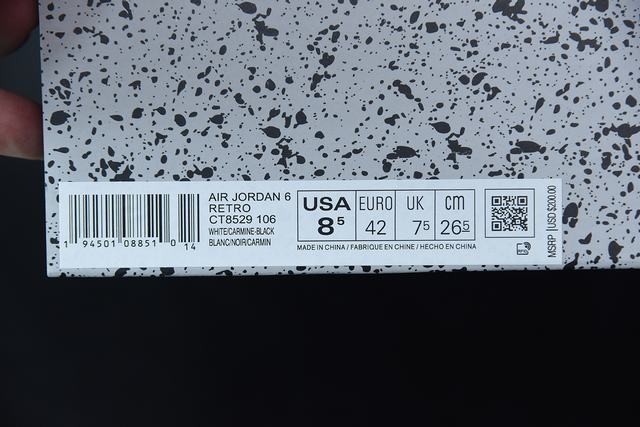 AIR JORDAN 6
RETRO
CT8529 106
WHITE/CARMINE-BLACK
BLANC/NOIR/CARMIN
1 94501 08851 0 14
USA EURO UK cm
8⁵ 42 7⁵ 26⁵
MADE IN CHINA / FABRIQUE EN CHINE / HECHO EN CHINA
MSRP |USD $200.00